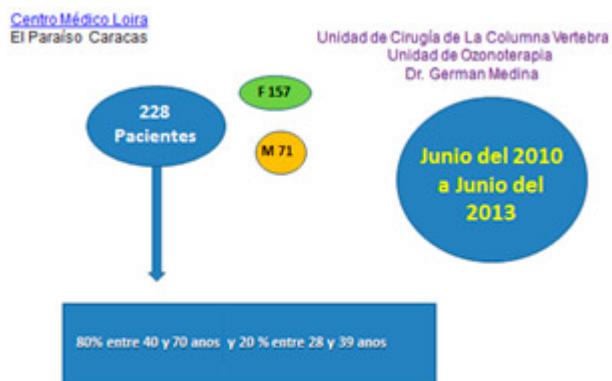 Centro Médico Loira
El Paraíso Caracas
Unidad de Cirugía de La Columna Vertebra
Unidad de Ozonoterapia
Dr. German Medina
228
Pacientes
F 157
M 71
Junio del 2010
a Junio del
2013
80% entre 40 y 70 anos y 20 % entre 28 y 39 anos